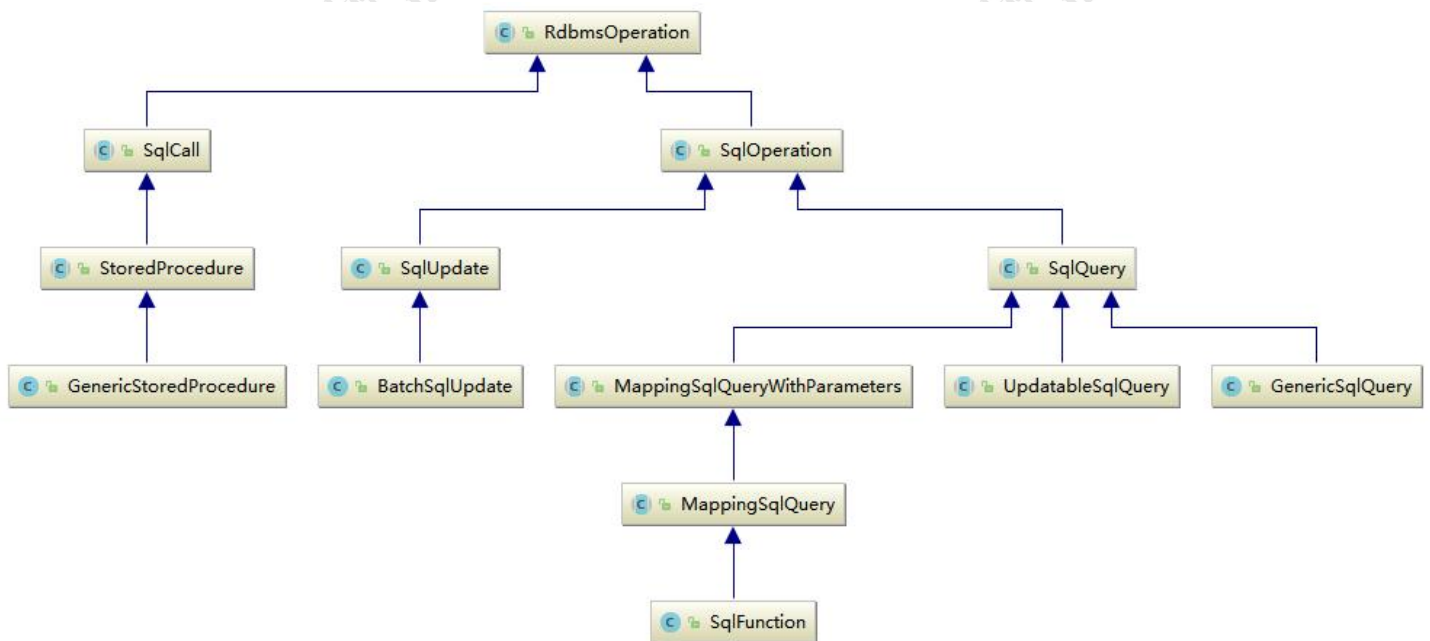 RdbmsOperation
SqlCall
SqlOperation
StoredProcedure
SqlUpdate
SqlQuery
GenericStoredProcedure
BatchSqlUpdate
MappingSqlQueryWithParameters
UpdatableSqlQuery
GenericSqlQuery
MappingSqlQuery
SqlFunction